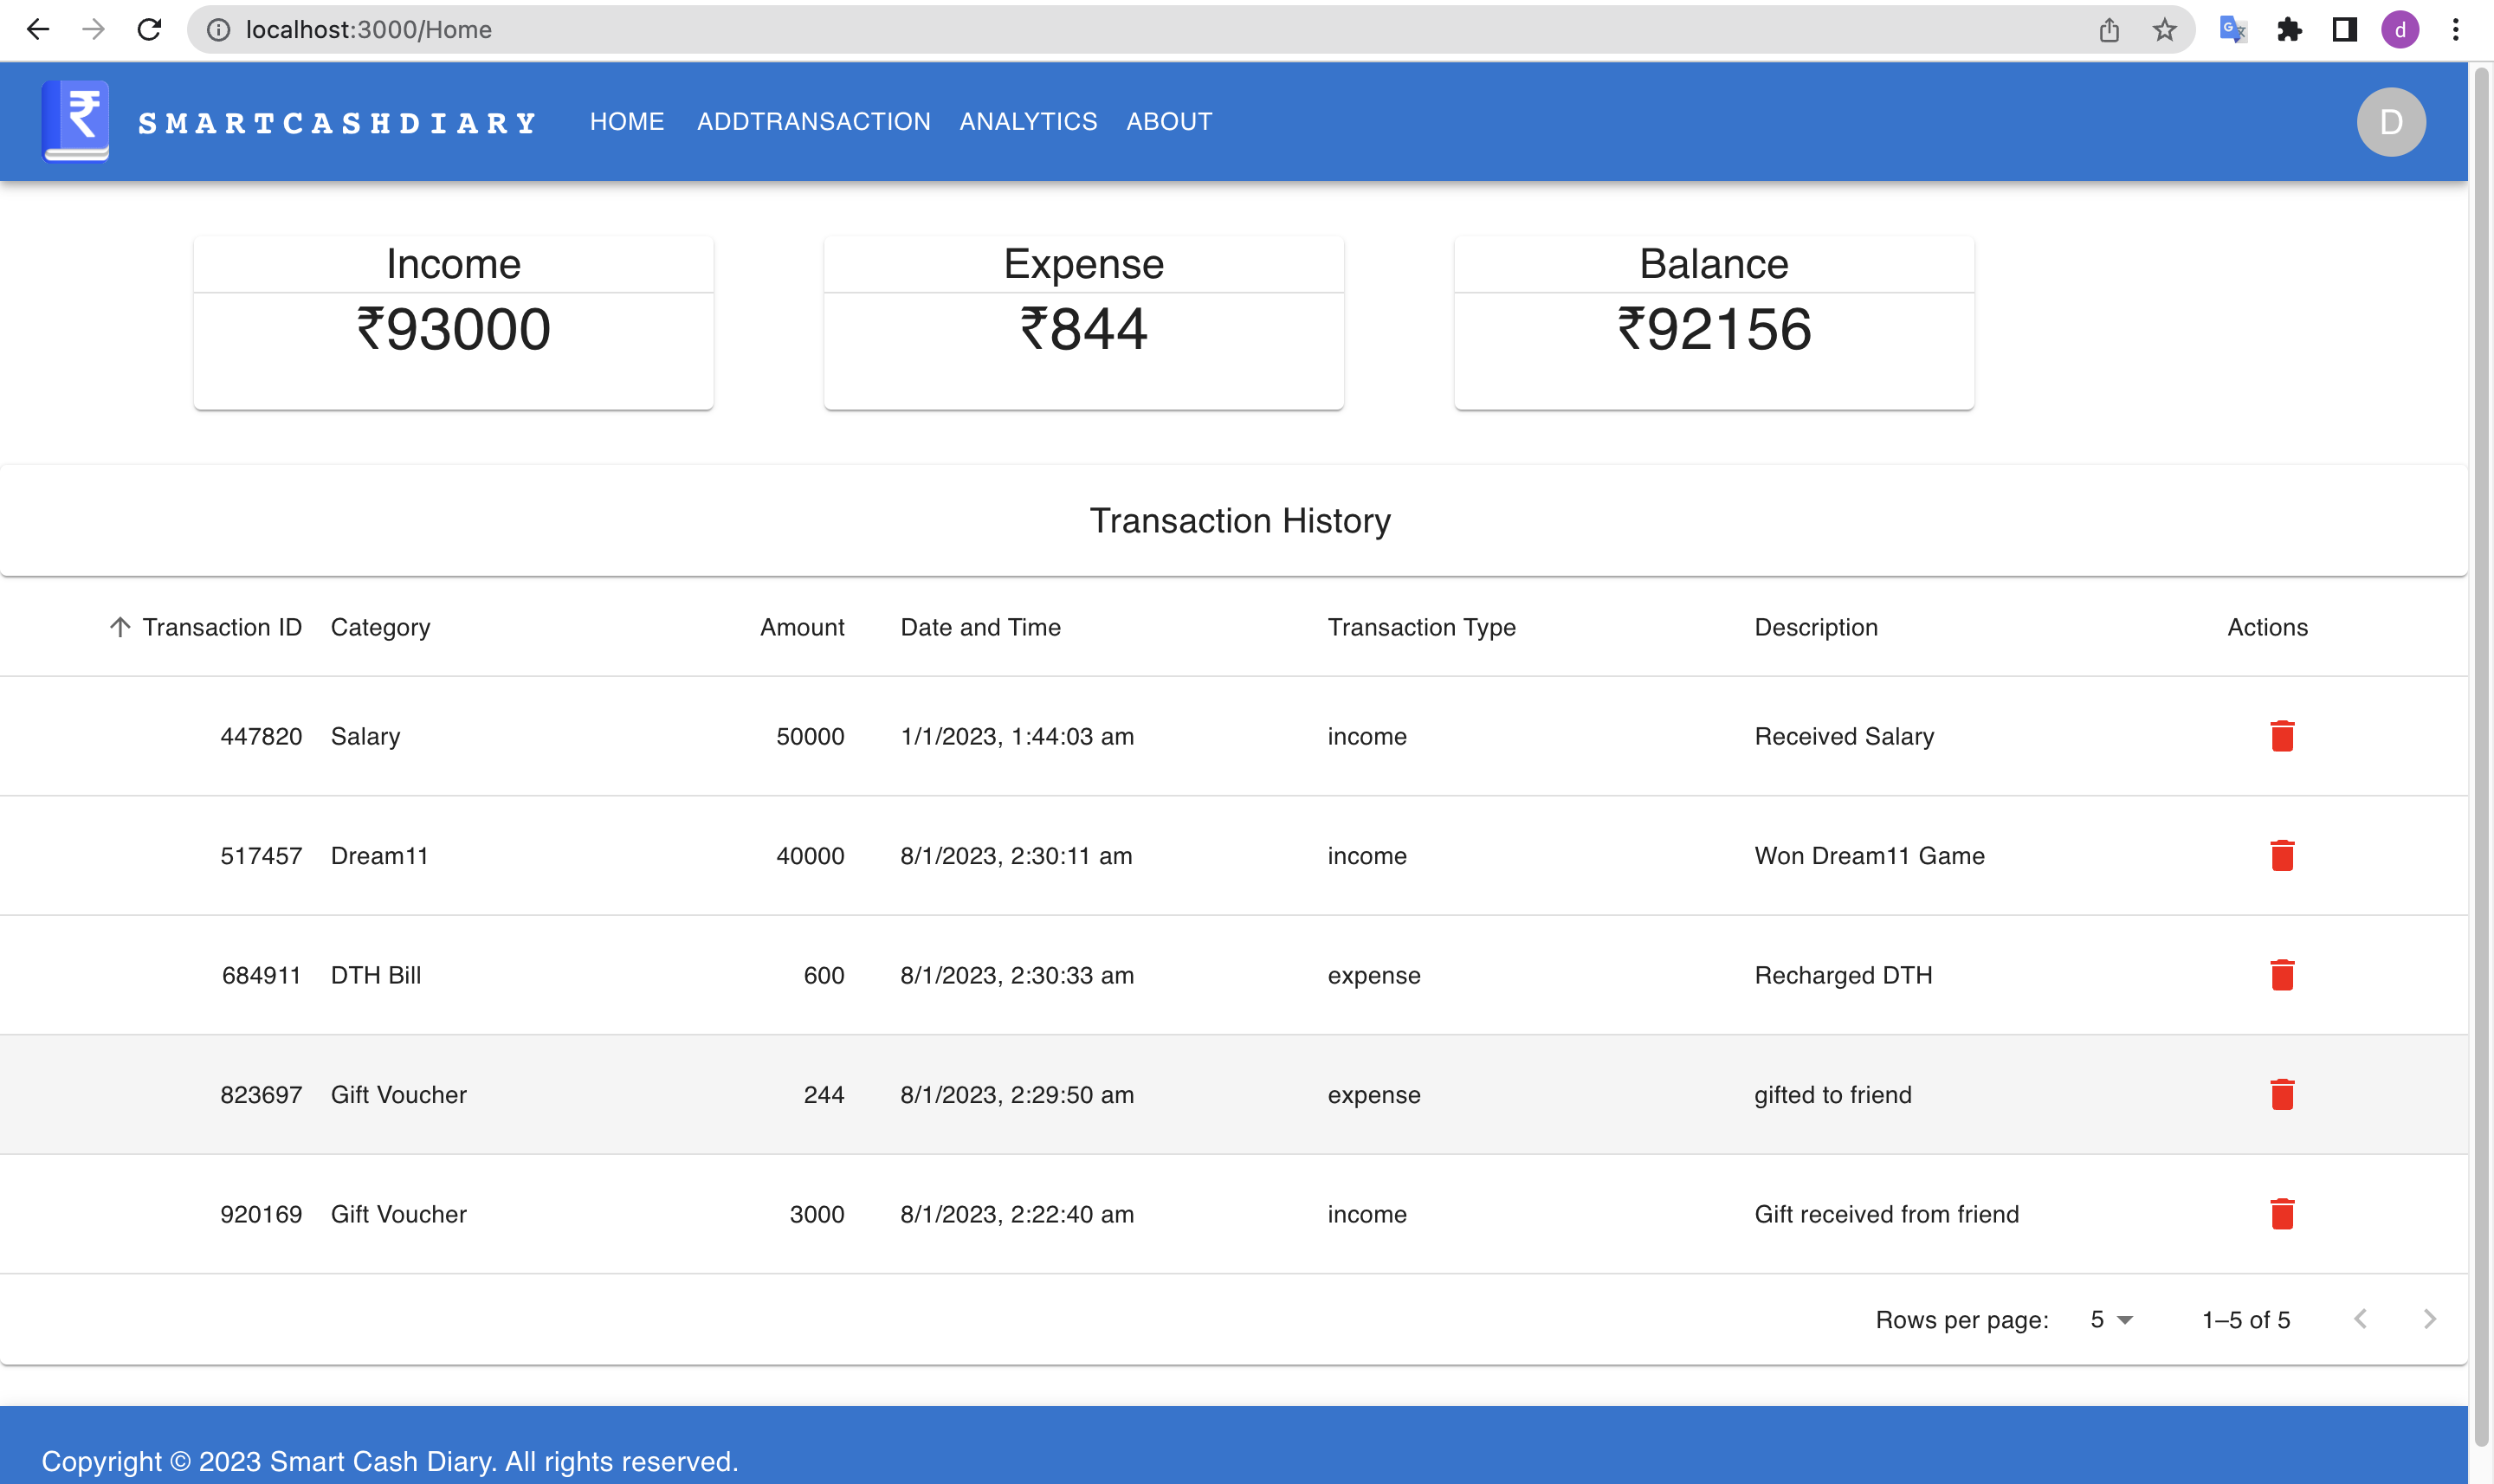 localhost:3000/Home
d
₹ SMARTCASHDIARY HOME ADDTRANSACTION ANALYTICS ABOUT D
Income Expense Balance
₹93000 ₹844 ₹92156
Transaction History
Transaction ID Category Amount Date and Time Transaction Type Description Actions
447820 Salary 50000 1/1/2023, 1:44:03 am income Received Salary
517457 Dream11 40000 8/1/2023, 2:30:11 am income Won Dream11 Game
684911 DTH Bill 600 8/1/2023, 2:30:33 am expense Recharged DTH
823697 Gift Voucher 244 8/1/2023, 2:29:50 am expense gifted to friend
920169 Gift Voucher 3000 8/1/2023, 2:22:40 am income Gift received from friend
Rows per page: 5 1–5 of 5
Copyright © 2023 Smart Cash Diary. All rights reserved.